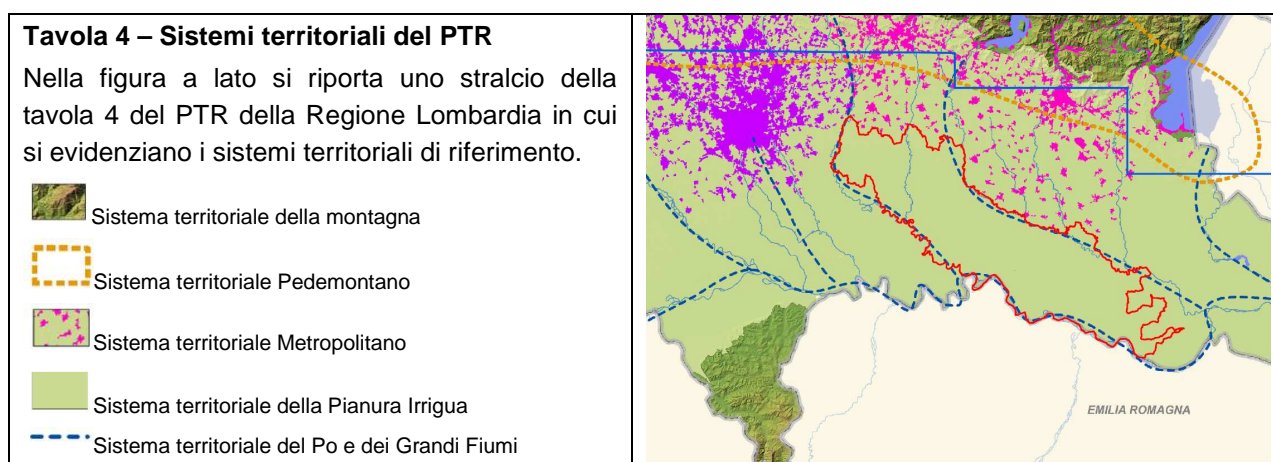 Tavola 4 – Sistemi territoriali del PTR
Nella figura a lato si riporta uno stralcio della
tavola 4 del PTR della Regione Lombardia in cui
si evidenziano i sistemi territoriali di riferimento.
Sistema territoriale della montagna
Sistema territoriale Pedemontano
Sistema territoriale Metropolitano
Sistema territoriale della Pianura Irrigua
Sistema territoriale del Po e dei Grandi Fiumi
EMILIA ROMAGNA